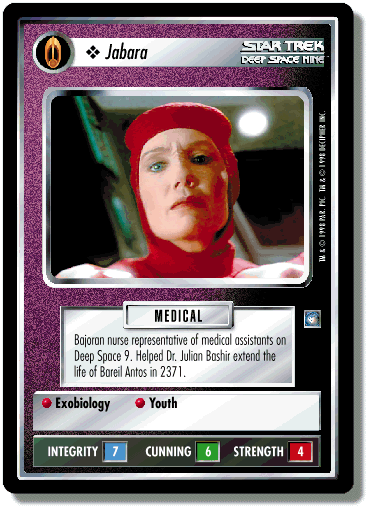 ❖ Jabara
STAR TREK
DEEP SPACE NINE
TM & © 1998 PAR. PIC. TM & © 1998 DECIPHER INC.
MEDICAL
Bajoran nurse representative of medical assistants on
Deep Space 9. Helped Dr. Julian Bashir extend the
life of Bareil Antos in 2371.
Exobiology Youth
INTEGRITY 7 CUNNING 6 STRENGTH 4